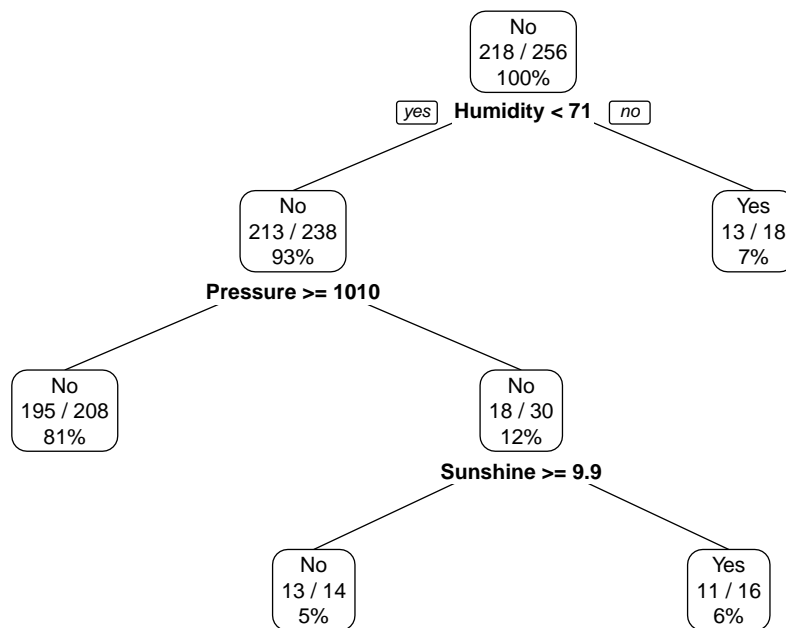 No
218 / 256
100%
yes Humidity < 71 no
No
213 / 238
93%
Yes
13 / 18
7%
Pressure >= 1010
No
195 / 208
81%
No
18 / 30
12%
Sunshine >= 9.9
No
13 / 14
5%
Yes
11 / 16
6%